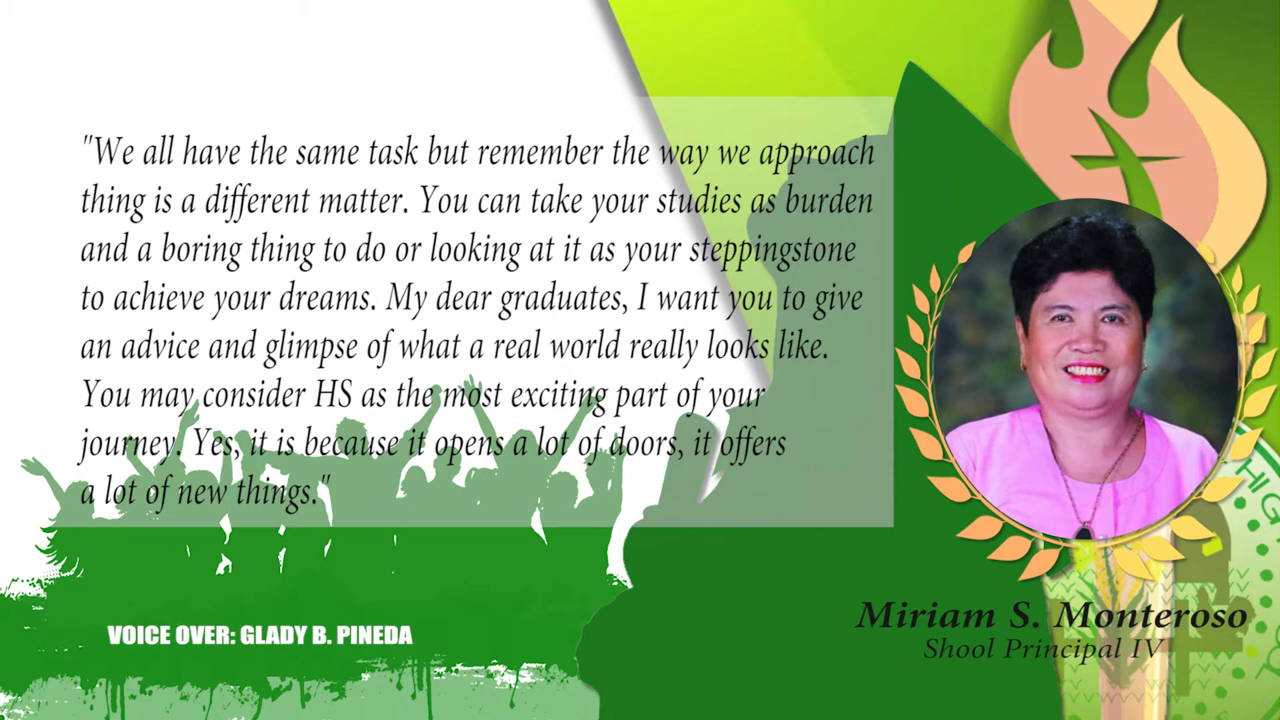 "We all have the same task but remember the way we approach
thing is a different matter. You can take your studies as burden
and a boring thing to do or looking at it as your steppingstone
to achieve your dreams. My dear graduates, I want you to give
an advice and glimpse of what a real world really looks like.
You may consider HS as the most exciting part of your
journey. Yes, it is because it opens a lot of doors, it offers
a lot of new things."
Miriam S. Monteroso
Shool Principal IV
VOICE OVER: GLADY B. PINEDA